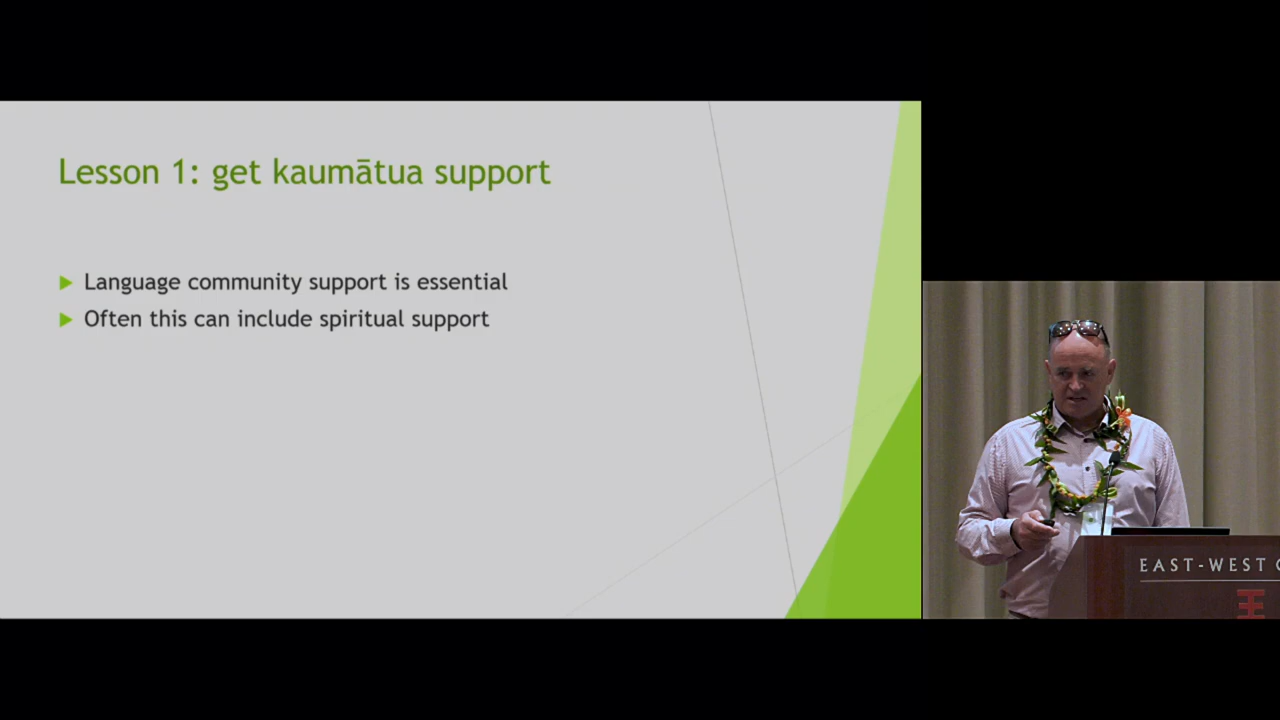 Lesson 1: get kaumātua support
Language community support is essential
Often this can include spiritual support
EAST-WEST